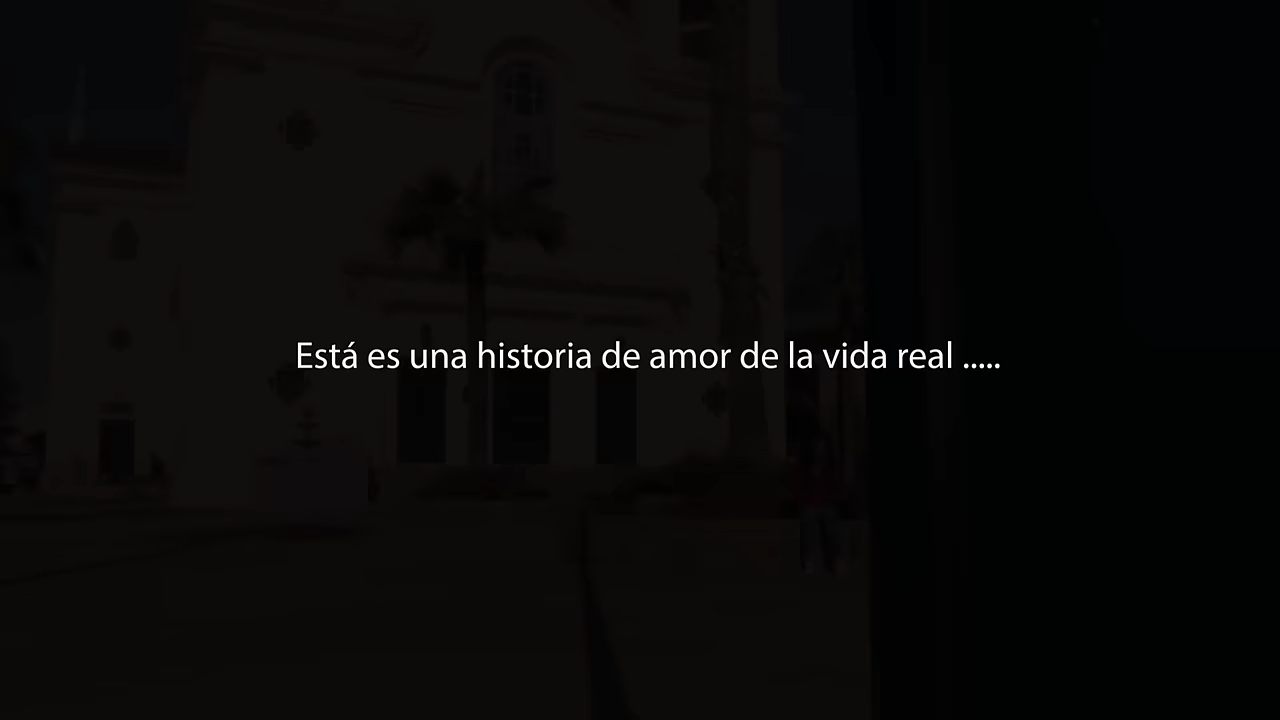 Está es una historia de amor de la vida real .....